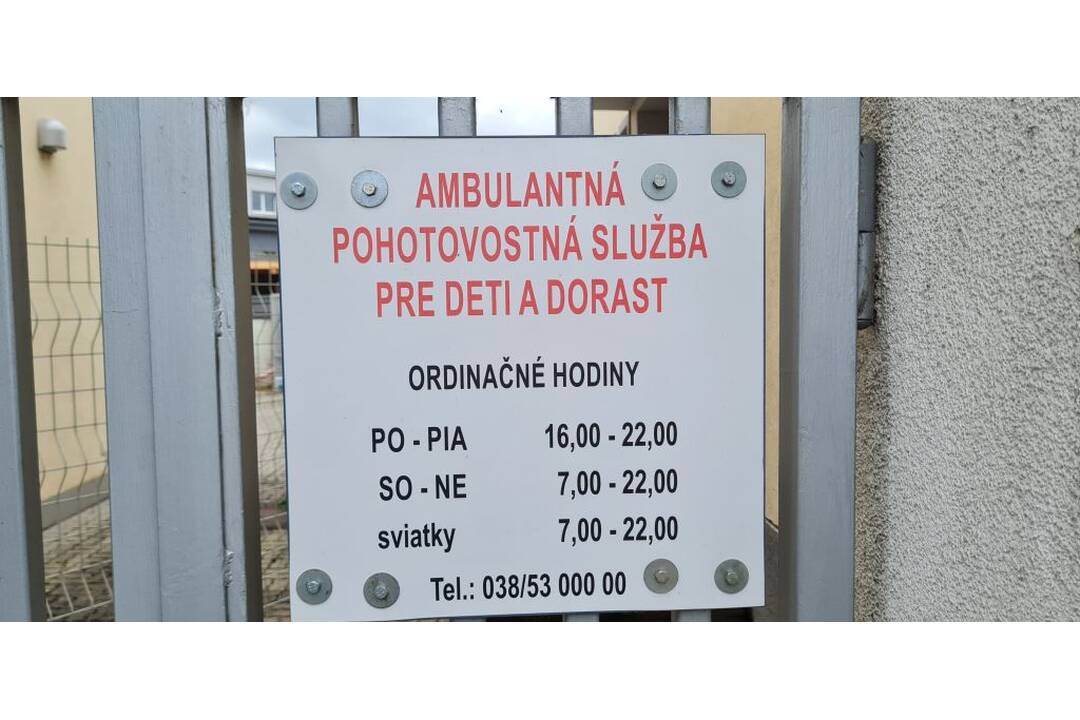 AMBULANTNÁ
POHOTOVOSTNÁ SLUŽBA
PRE DETI A DORAST
ORDINAČNÉ HODINY
PO - PIA 16,00 - 22,00
SO - NE 7,00 - 22,00
sviatky 7,00 - 22,00
Tel.: 038/53 000 00